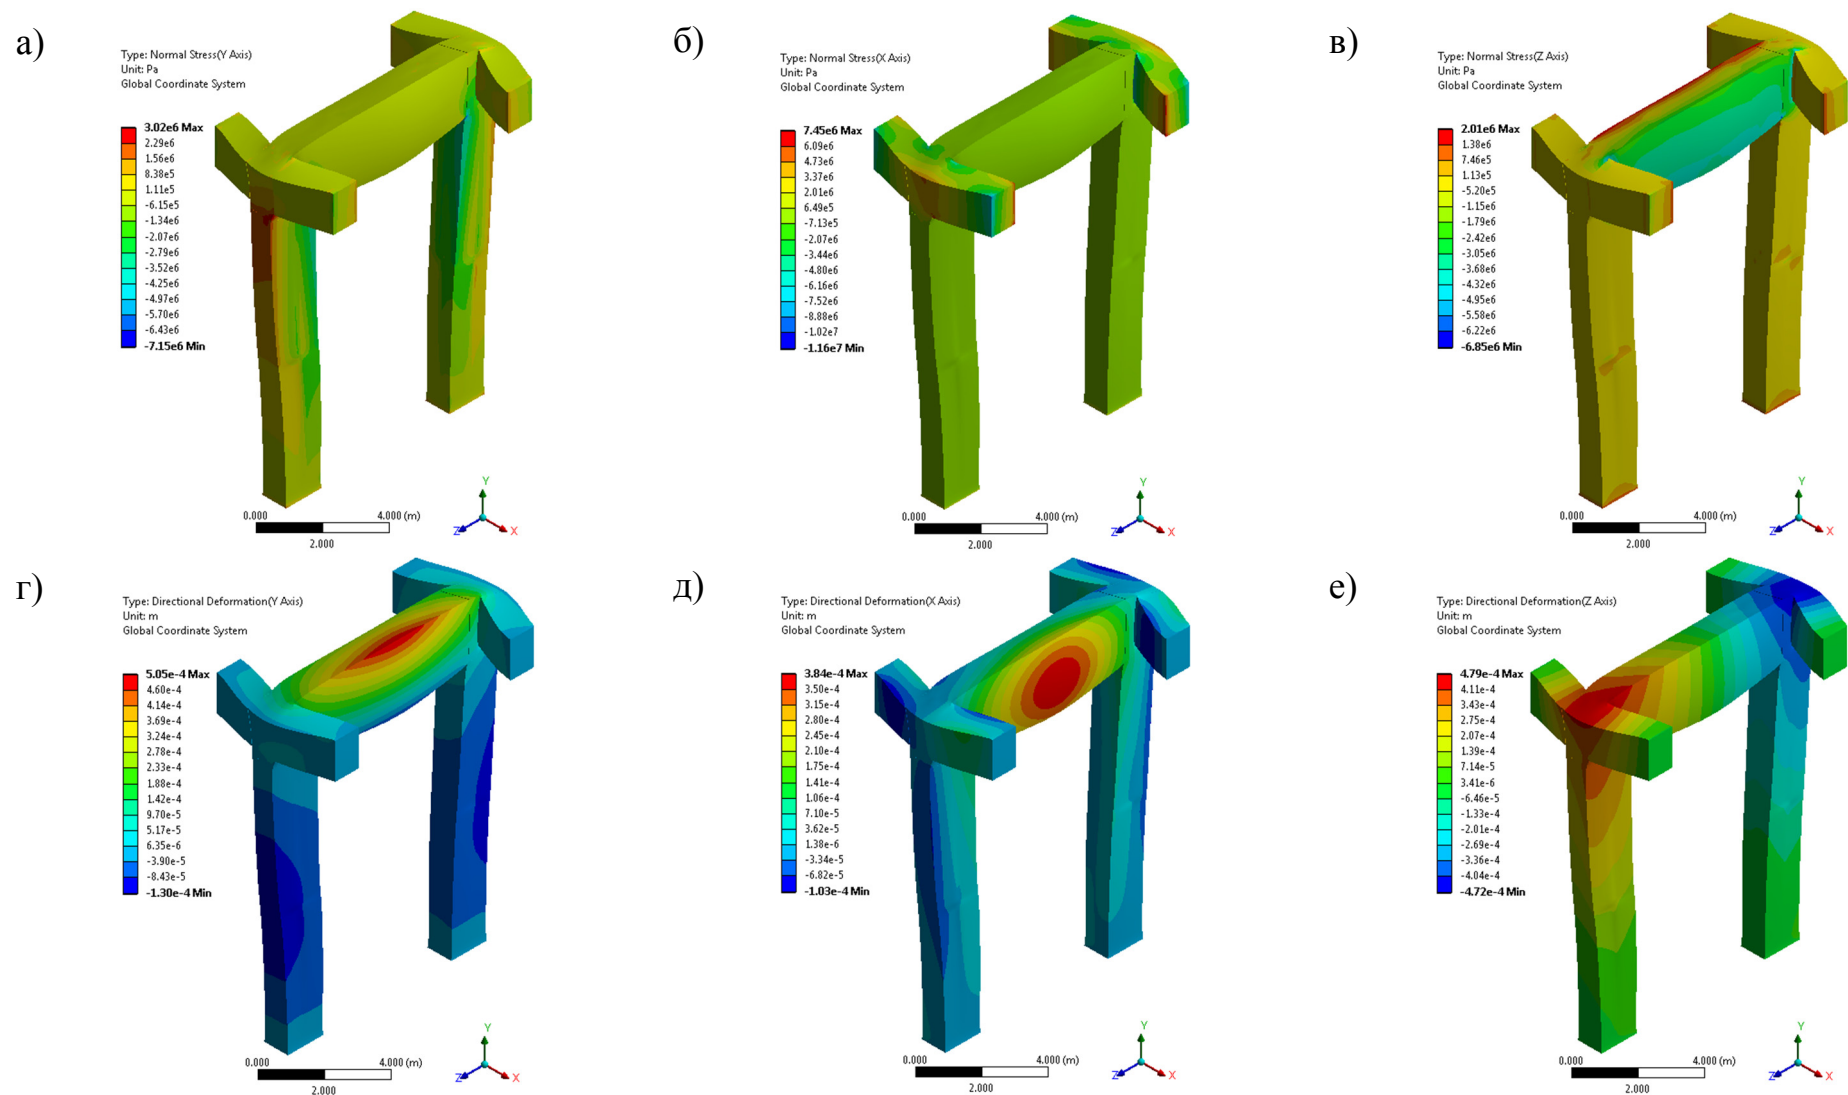 а)
Type: Normal Stress(Y Axis)
Unit: Pa
Global Coordinate System
3.02e6 Max
2.29e6
1.56e6
8.38e5
1.11e5
-6.15e5
-1.34e6
-2.07e6
-2.79e6
-3.52e6
-4.25e6
-4.97e6
-5.70e6
-6.43e6
-7.15e6 Min
0.000
4.000 (m)
2.000
Y
Z
X
б)
Type: Normal Stress(X Axis)
Unit: Pa
Global Coordinate System
7.45e6 Max
6.09e6
4.73e6
3.37e6
2.01e6
6.49e5
-7.13e5
-2.07e6
-3.44e6
-4.80e6
-6.16e6
-7.52e6
-8.88e6
-1.02e7
-1.16e7 Min
0.000
4.000 (m)
2.000
Y
Z
X
в)
Type: Normal Stress(Z Axis)
Unit: Pa
Global Coordinate System
2.01e6 Max
1.38e6
7.46e5
1.13e5
-5.20e5
-1.15e6
-1.79e6
-2.42e6
-3.05e6
-3.68e6
-4.32e6
-4.95e6
-5.58e6
-6.22e6
-6.85e6 Min
0.000
4.000 (m)
2.000
Y
Z
X
г)
Type: Directional Deformation(Y Axis)
Unit: m
Global Coordinate System
5.05e-4 Max
4.60e-4
4.14e-4
3.69e-4
3.24e-4
2.78e-4
2.33e-4
1.88e-4
1.42e-4
9.70e-5
5.17e-5
6.35e-6
-3.90e-5
-8.43e-5
-1.30e-4 Min
0.000
4.000 (m)
2.000
Y
Z
X
д)
Type: Directional Deformation(X Axis)
Unit: m
Global Coordinate System
3.84e-4 Max
3.50e-4
3.15e-4
2.80e-4
2.45e-4
2.10e-4
1.75e-4
1.41e-4
1.06e-4
7.10e-5
3.62e-5
1.38e-6
-3.34e-5
-6.82e-5
-1.03e-4 Min
0.000
4.000 (m)
2.000
Y
Z
X
е)
Type: Directional Deformation(Z Axis)
Unit: m
Global Coordinate System
4.79e-4 Max
4.11e-4
3.43e-4
2.75e-4
2.07e-4
1.39e-4
7.14e-5
3.41e-6
-6.46e-5
-1.33e-4
-2.01e-4
-2.69e-4
-3.36e-4
-4.04e-4
-4.72e-4 Min
0.000
4.000 (m)
2.000
Y
Z
X